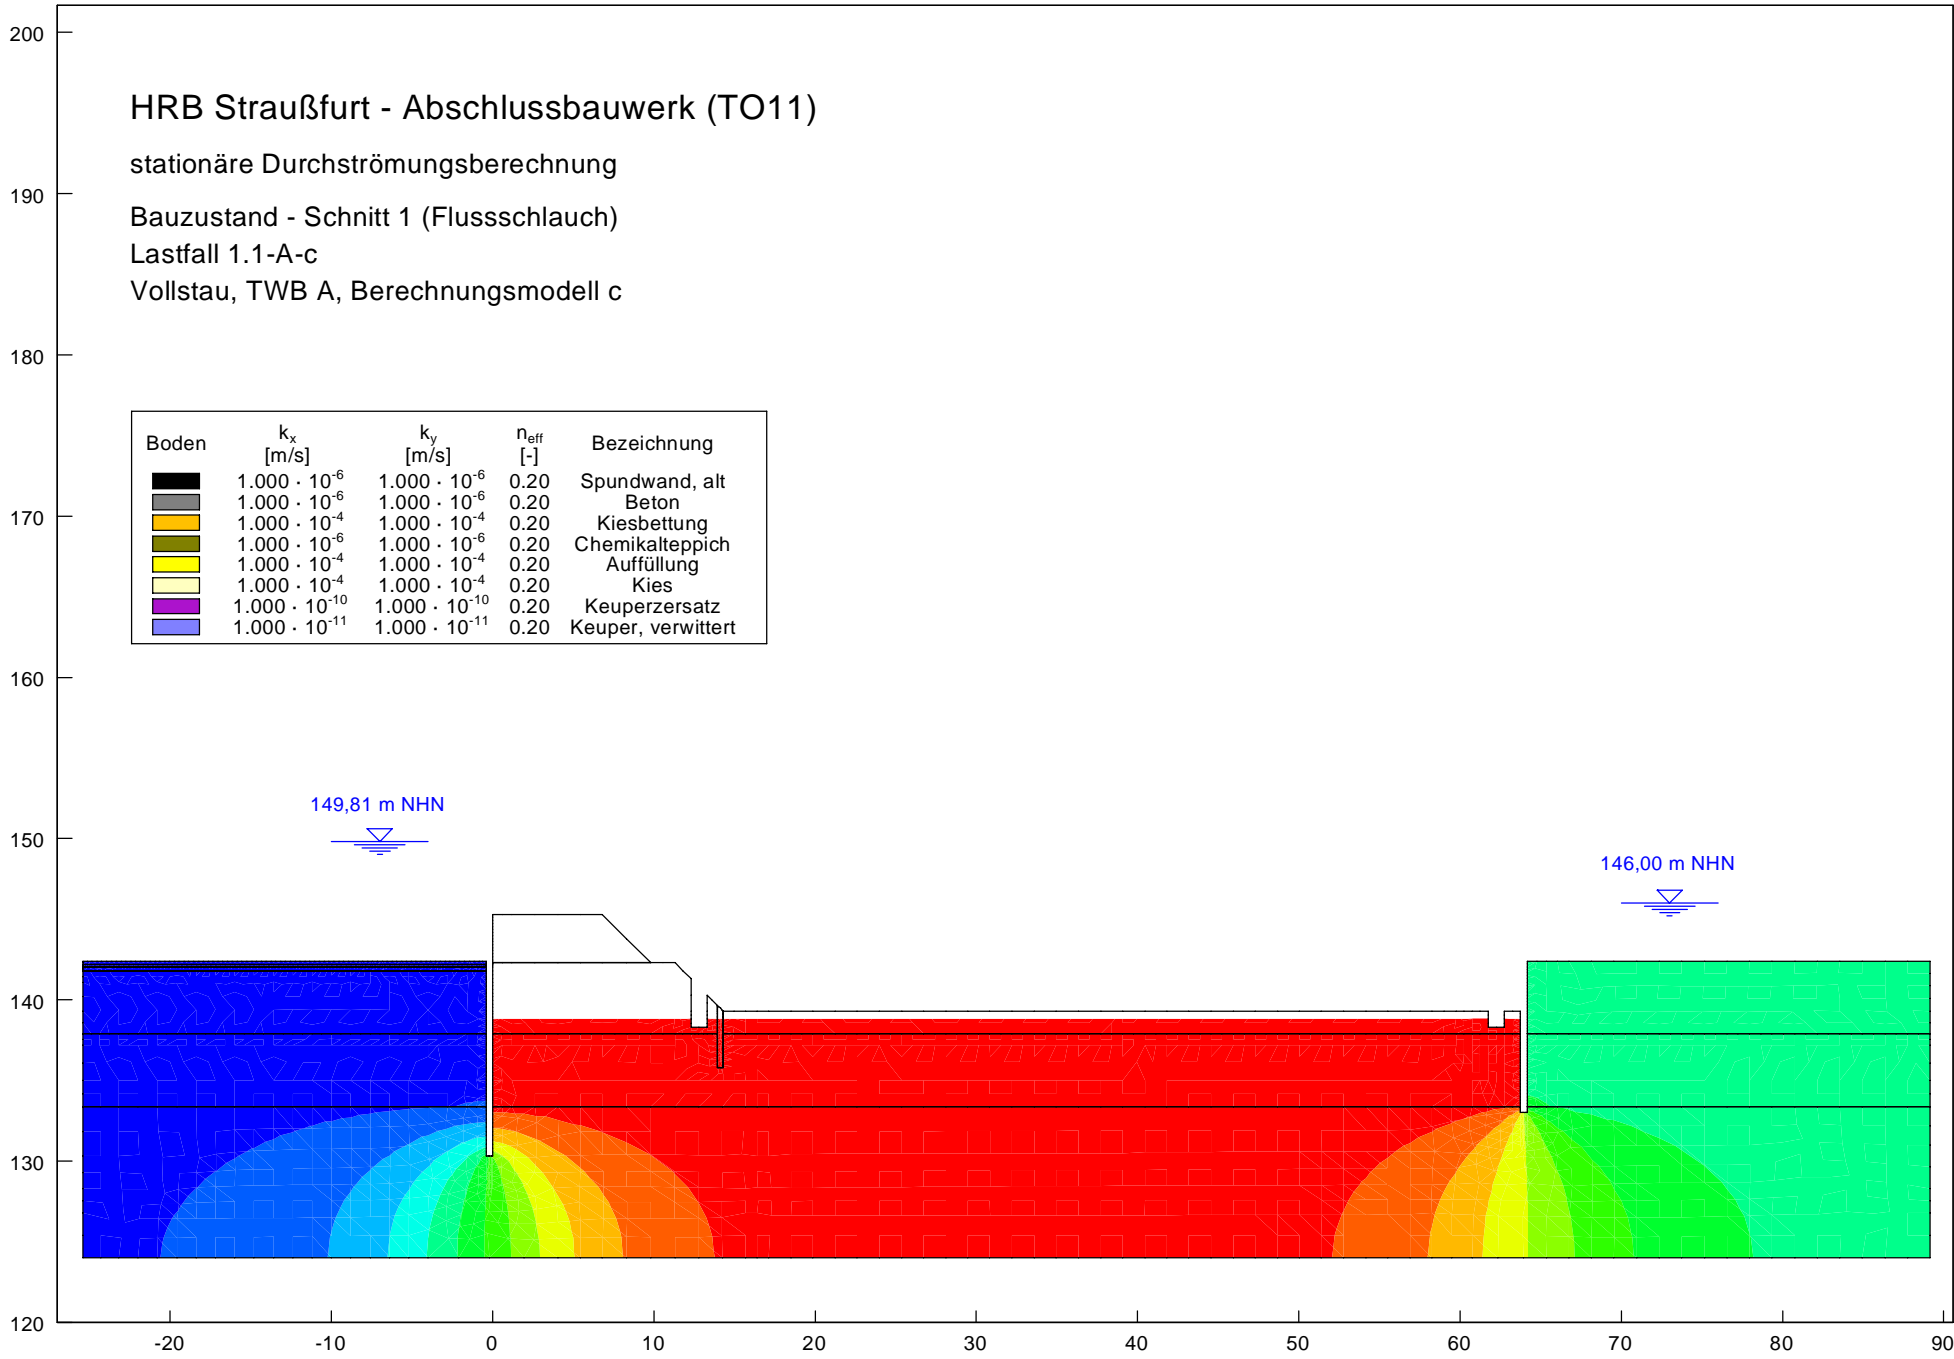 200
HRB Straußfurt - Abschlussbauwerk (TO11)
stationäre Durchströmungsberechnung
190
Bauzustand - Schnitt 1 (Flussschlauch)
Lastfall 1.1-A-c
Vollstau, TWB A, Berechnungsmodell c
180
Boden kx [m/s] ky [m/s] neff [-] Bezeichnung
1.000 · 10-6 1.000 · 10-6 0.20 Spundwand, alt
1.000 · 10-6 1.000 · 10-6 0.20 Beton
1.000 · 10-4 1.000 · 10-4 0.20 Kiesbettung
1.000 · 10-6 1.000 · 10-6 0.20 Chemikalteppich
1.000 · 10-4 1.000 · 10-4 0.20 Auffüllung
1.000 · 10-4 1.000 · 10-4 0.20 Kies
1.000 · 10-10 1.000 · 10-10 0.20 Keuperzersatz
1.000 · 10-11 1.000 · 10-11 0.20 Keuper, verwittert
170
160
149,81 m NHN
150
146,00 m NHN
140
130
120
-20 -10 0 10 20 30 40 50 60 70 80 90